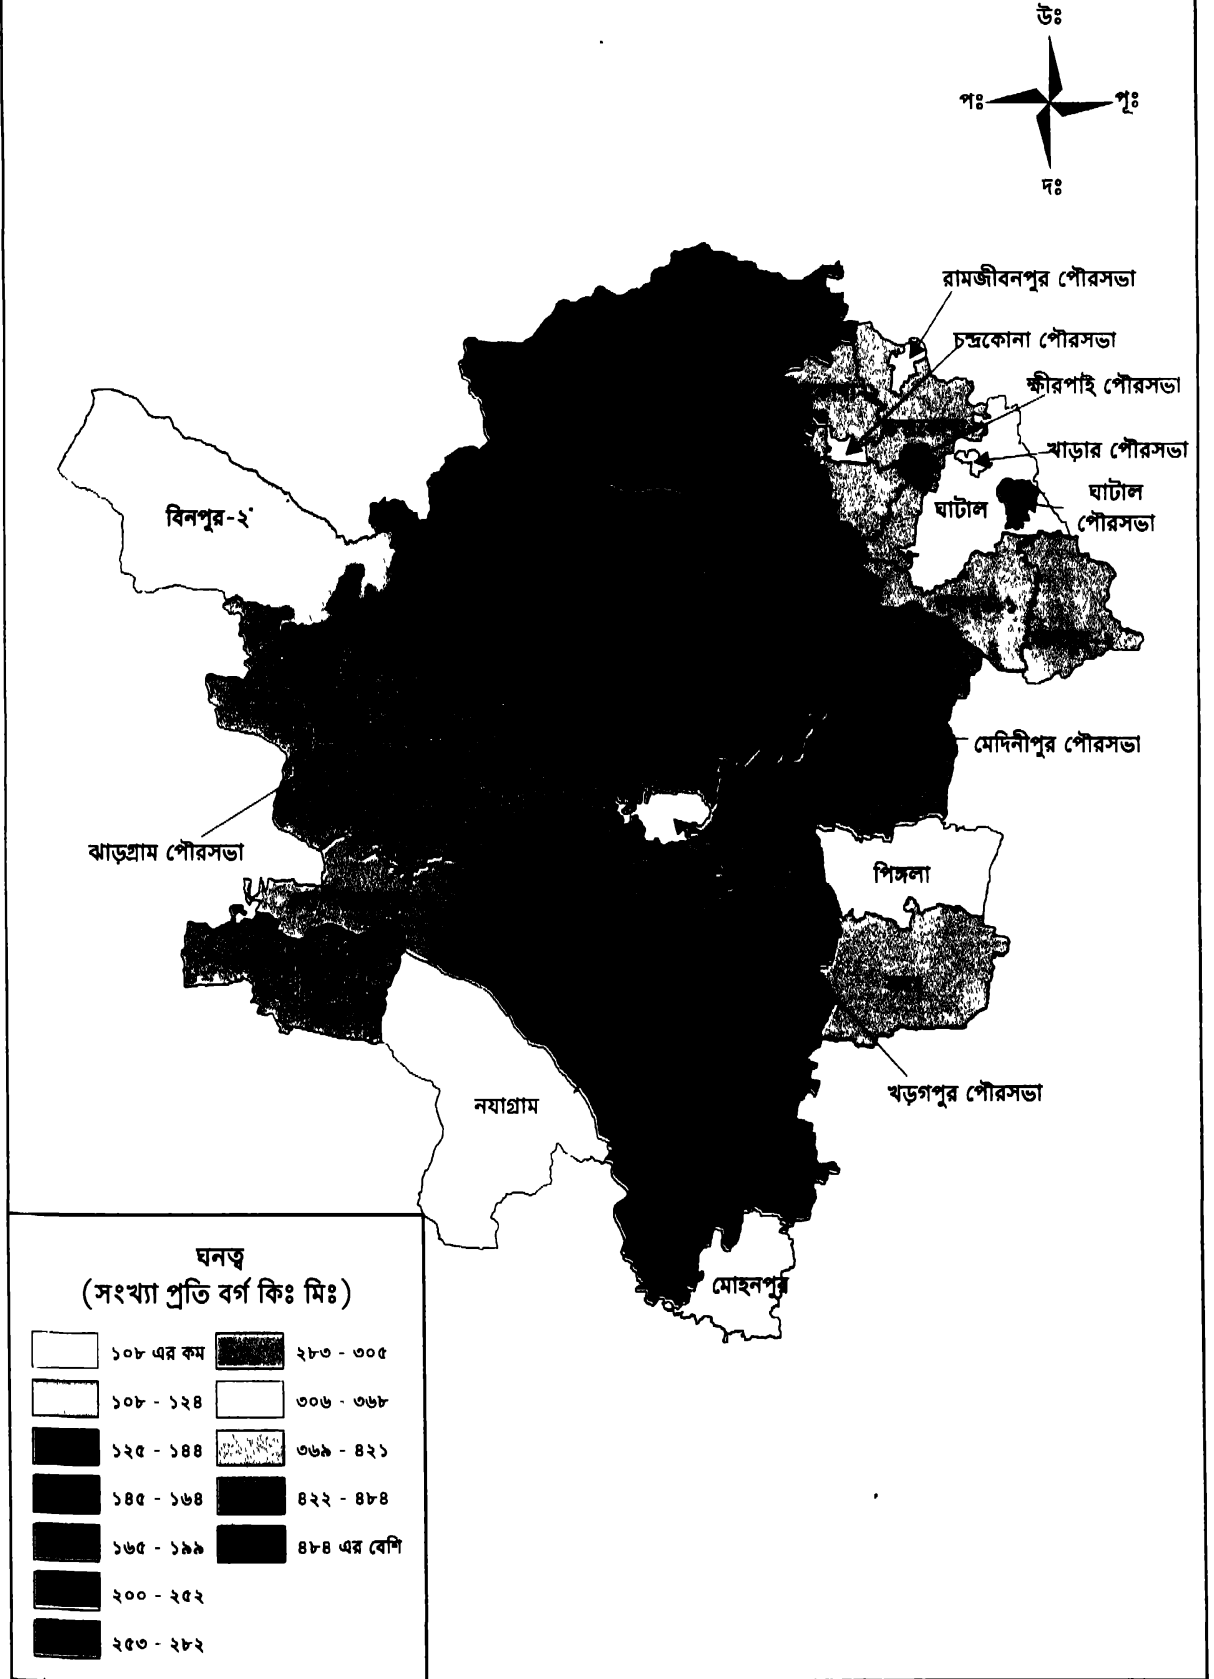 উঃ
পঃ
পূঃ
দঃ
রামজীবনপুর পৌরসভা
চন্দ্রকোনা পৌরসভা
ক্ষীরপাই পৌরসভা
খাড়ার পৌরসভা
ঘাটাল
পৌরসভা
ঘাটাল
বিনপুর-২
মেদিনীপুর পৌরসভা
ঝাড়গ্রাম পৌরসভা
পিঙ্গলা
খড়গপুর পৌরসভা
নযাগ্রাম
মোহনপুর
ঘনত্ব
(সংখ্যা প্রতি বর্গ কিঃ মিঃ)
১০৮ এর কম
১০৮ - ১২৪
১২৫ - ১৪৪
১৪৫ - ১৬৪
১৬৫ - ১৯৯
২০০ - ২৫২
২৫৩ - ২৮২
২৮৩ - ৩০৫
৩০৬ - ৩৬৮
৩৬৯ - ৪২১
৪২২ - ৪৮৪
৪৮৪ এর বেশি